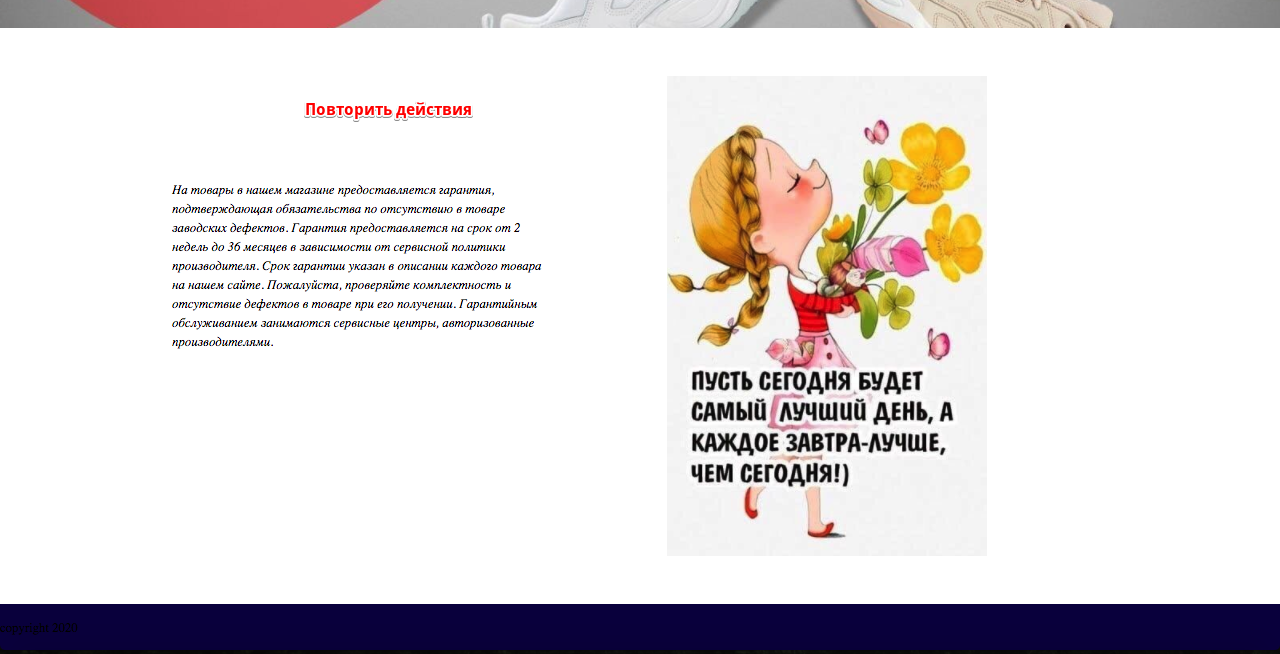 Повторить действия
На товары в нашем магазине предоставляется гарантия,
подтверждающая обязательства по отсутствию в товаре
заводских дефектов. Гарантия предоставляется на срок от 2
недель до 36 месяцев в зависимости от сервисной политики
производителя. Срок гарантии указан в описании каждого товара
на нашем сайте. Пожалуйста, проверяйте комплектность и
отсутствие дефектов в товаре при его получении. Гарантийным
обслуживанием занимаются сервисные центры, авторизованные
производителями.
ПУСТЬ СЕГОДНЯ БУДЕТ
САМЫЙ ЛУЧШИЙ ДЕНЬ, А
КАЖДОЕ ЗАВТРА-ЛУЧШЕ,
ЧЕМ СЕГОДНЯ!)
copyright 2020